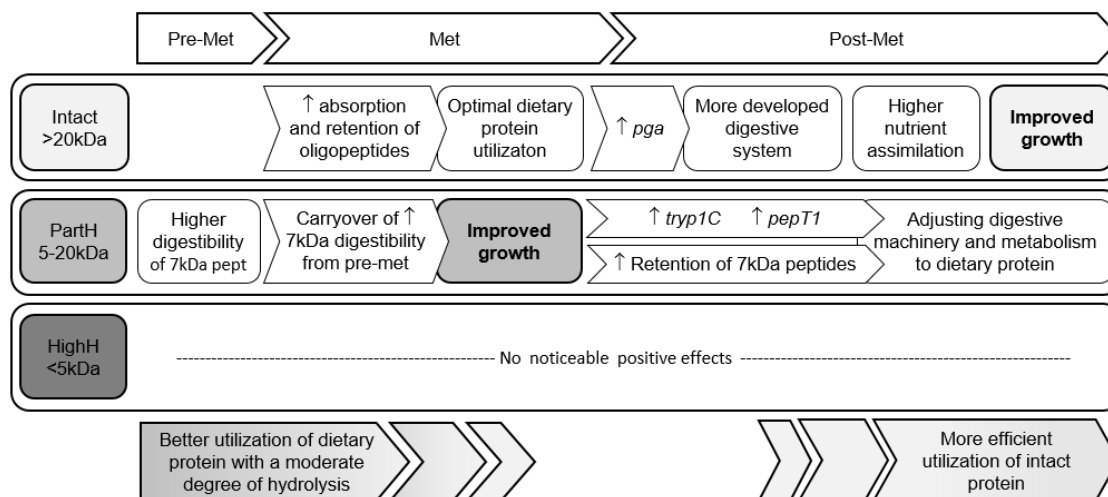 Pre-Met
Met
Post-Met
Intact
>20kDa
↑ absorption
and retention of
oligopeptides
Optimal dietary
protein
utilizaton
↑ pga
More developed
digestive
system
Higher
nutrient
assimilation
Improved
growth
PartH
5-20kDa
Higher
digestibility
of 7kDa pept
Carryover of ↑
7kDa digestibility
from pre-met
Improved
growth
↑ tryp1C ↑ pepT1
↑ Retention of 7kDa peptides
Adjusting digestive
machinery and metabolism
to dietary protein
HighH
<5kDa
No noticeable positive effects
Better utilization of dietary
protein with a moderate
degree of hydrolysis
More efficient
utilization of intact
protein